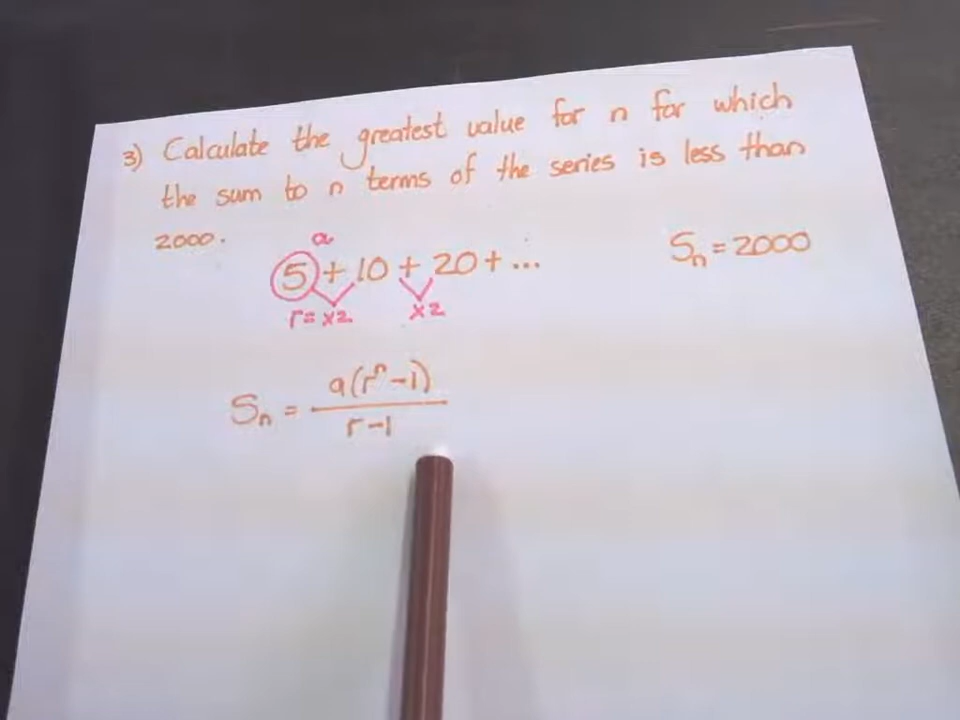 3) Calculate the greatest value for n for which
the sum to n terms of the series is less than
2000.
a
5 + 10 + 20 + ...
Sn = 2000
r = x2
x2
Sn = a(r^n - 1) / r - 1